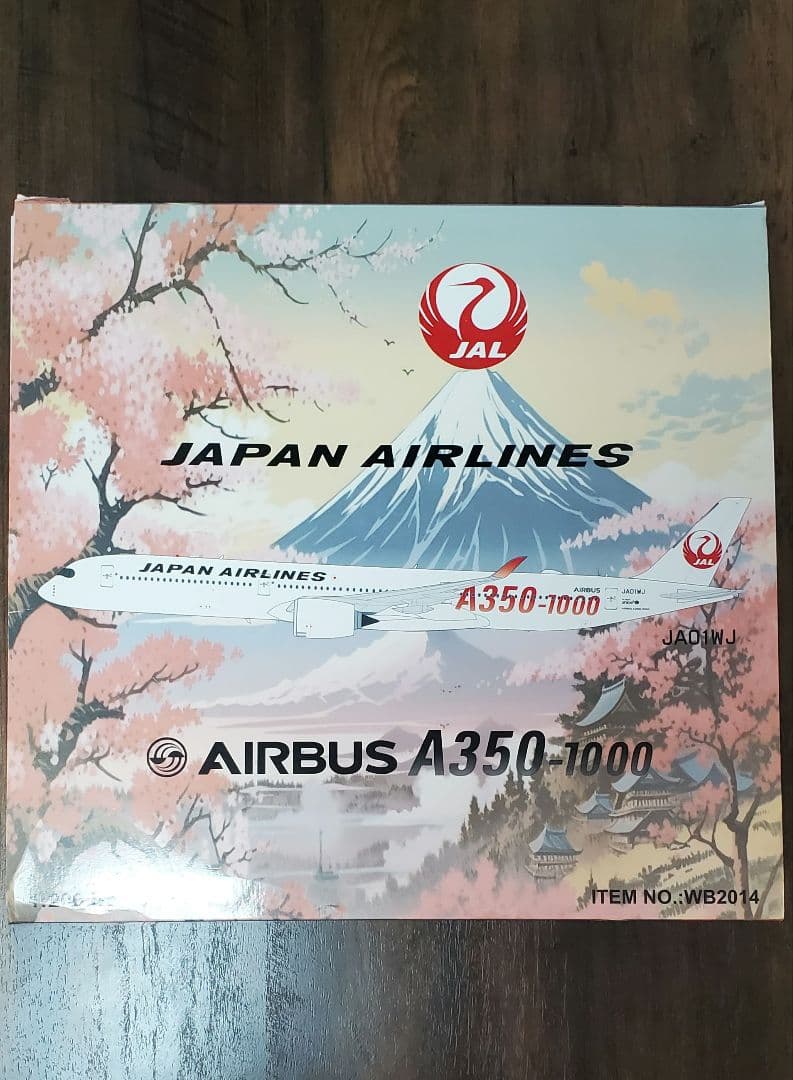 JAL
JAPAN AIRLINES
JAL
JAPAN AIRLINES
AIRBUS
JA01WJ
A350-1000
JA01WJ
AIRBUS A350-1000
ITEM NO.:WB2014